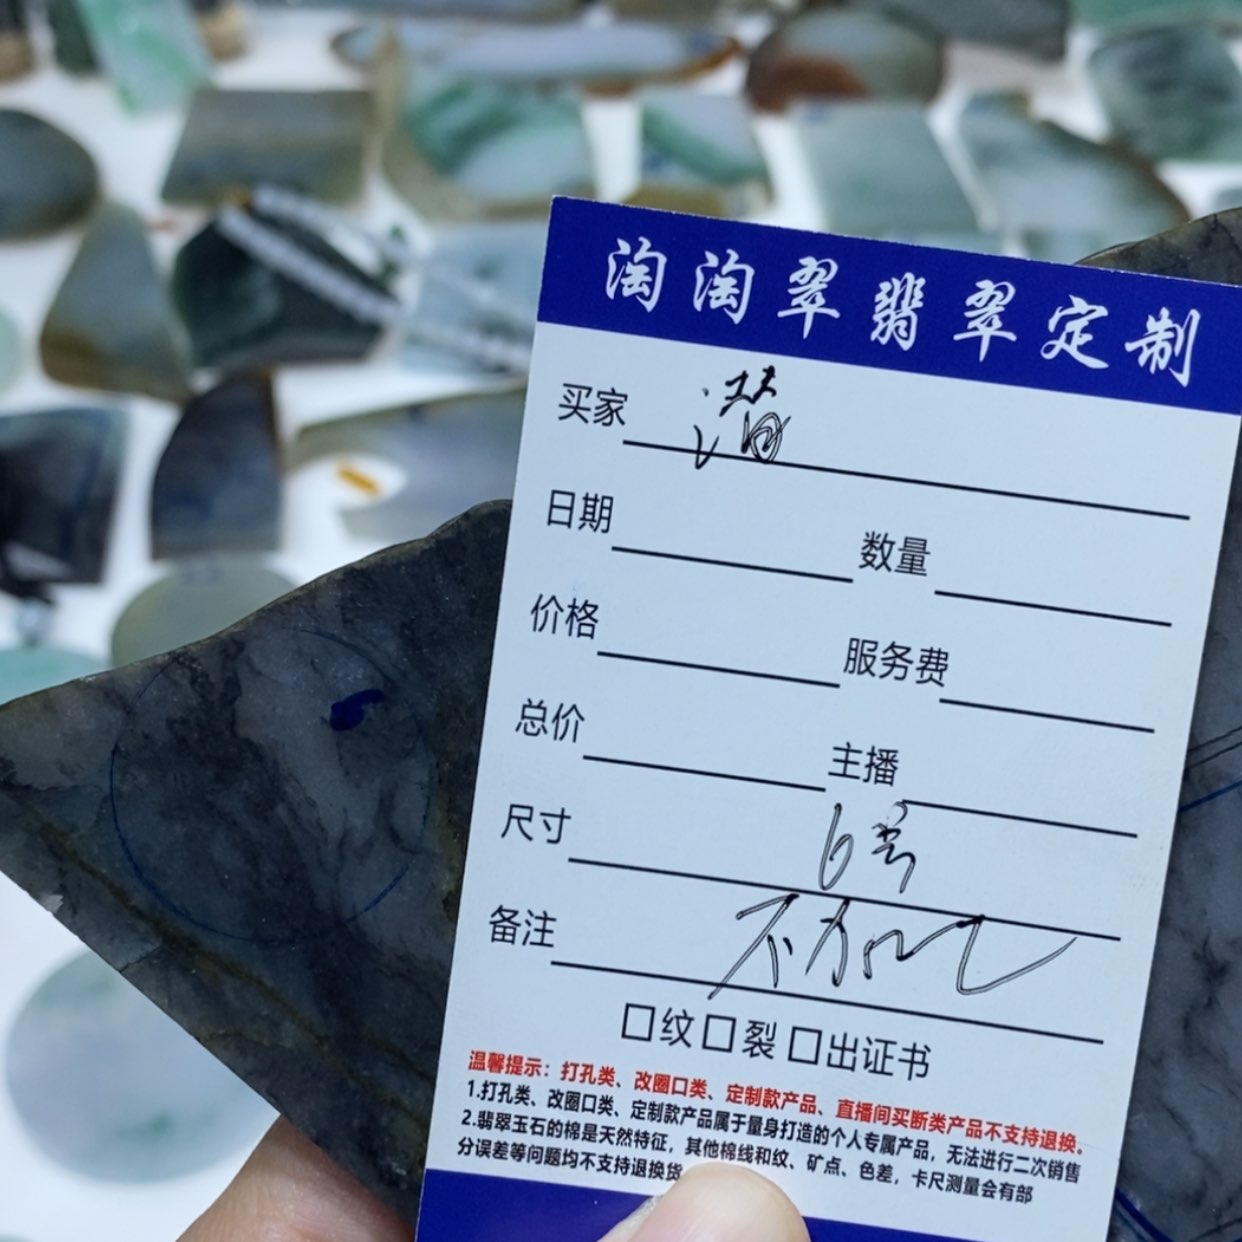 淘淘翠翡翠定制
买家 潜
日期 数量
价格 服务费
总价 主播
尺寸 6号
备注
口纹口裂口出证书
温馨提示：打孔类、改圈口类、定制款产品、直播间买断类产品不支持退换。
1.打孔类、改圈口类、定制款产品属于量身打造的个人专属产品，无法进行二次销售
2.翡翠玉石的棉是天然特征，其他棉线和纹、矿点、色差，卡尺测量会有部
分误差等问题均不支持退换货